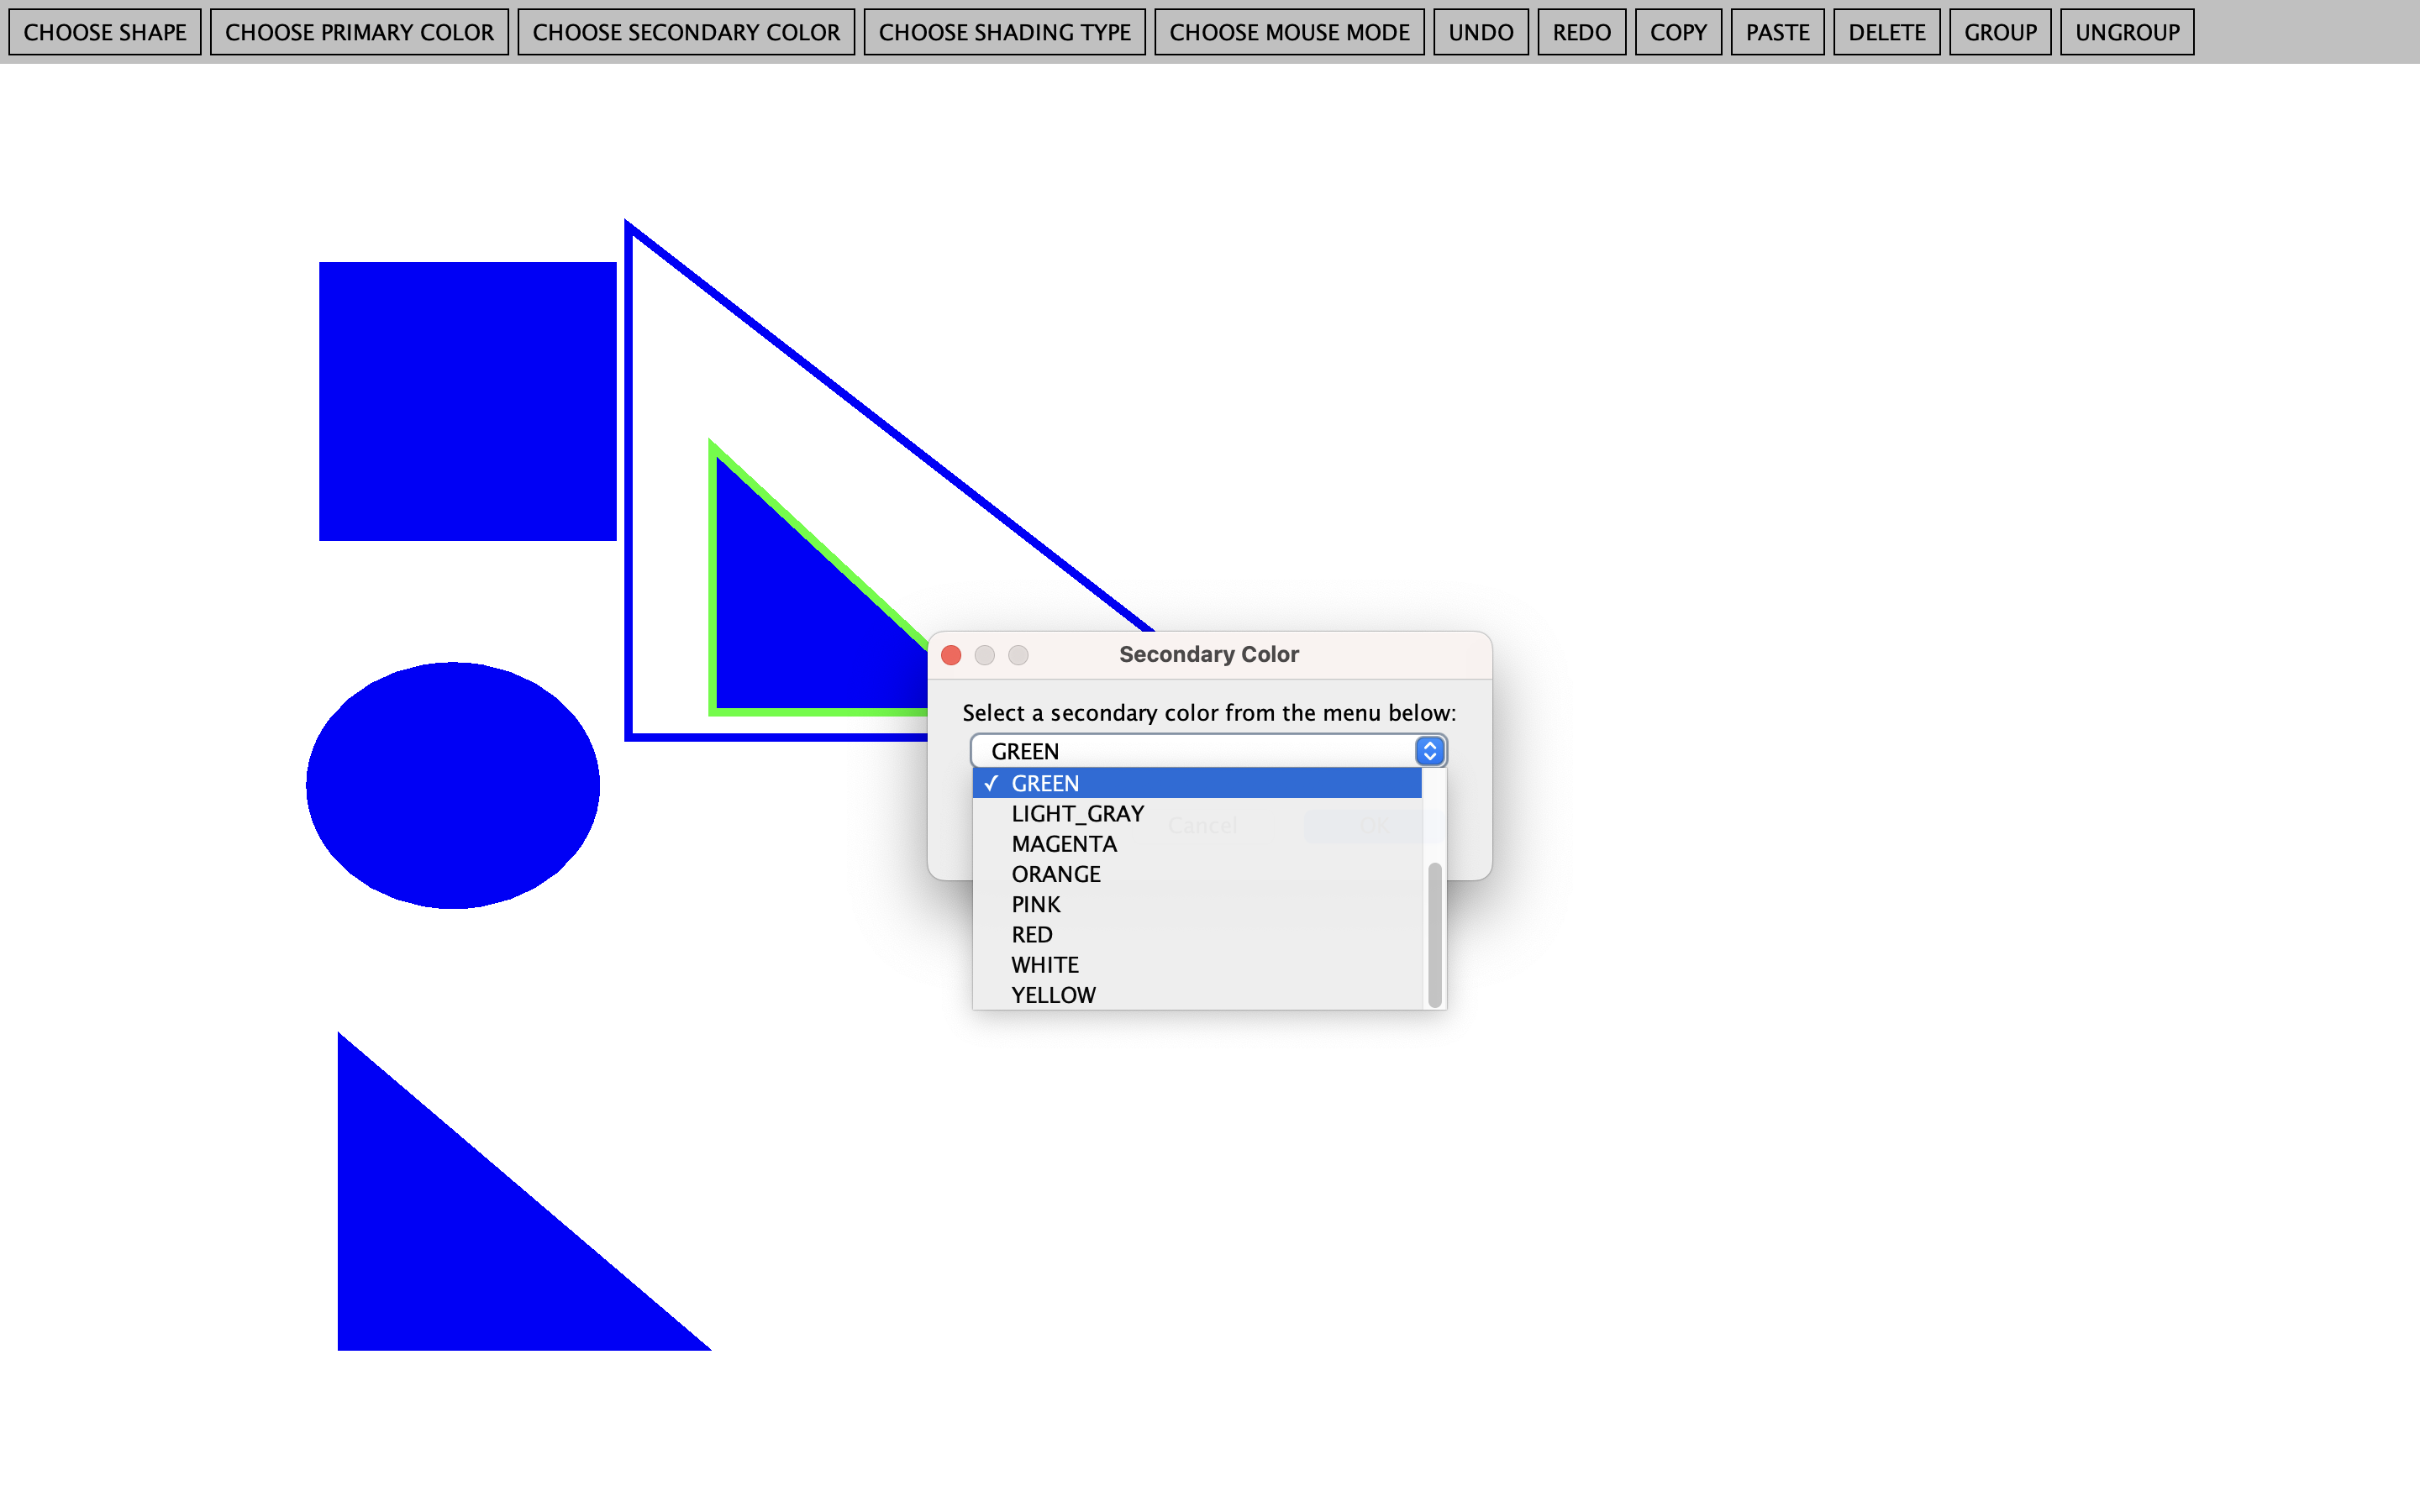 CHOOSE SHAPE CHOOSE PRIMARY COLOR CHOOSE SECONDARY COLOR CHOOSE SHADING TYPE CHOOSE MOUSE MODE UNDO REDO COPY PASTE DELETE GROUP UNGROUP
Secondary Color
Select a secondary color from the menu below:
GREEN
✓ GREEN
LIGHT_GRAY
Cancel OK
MAGENTA
ORANGE
PINK
RED
WHITE
YELLOW